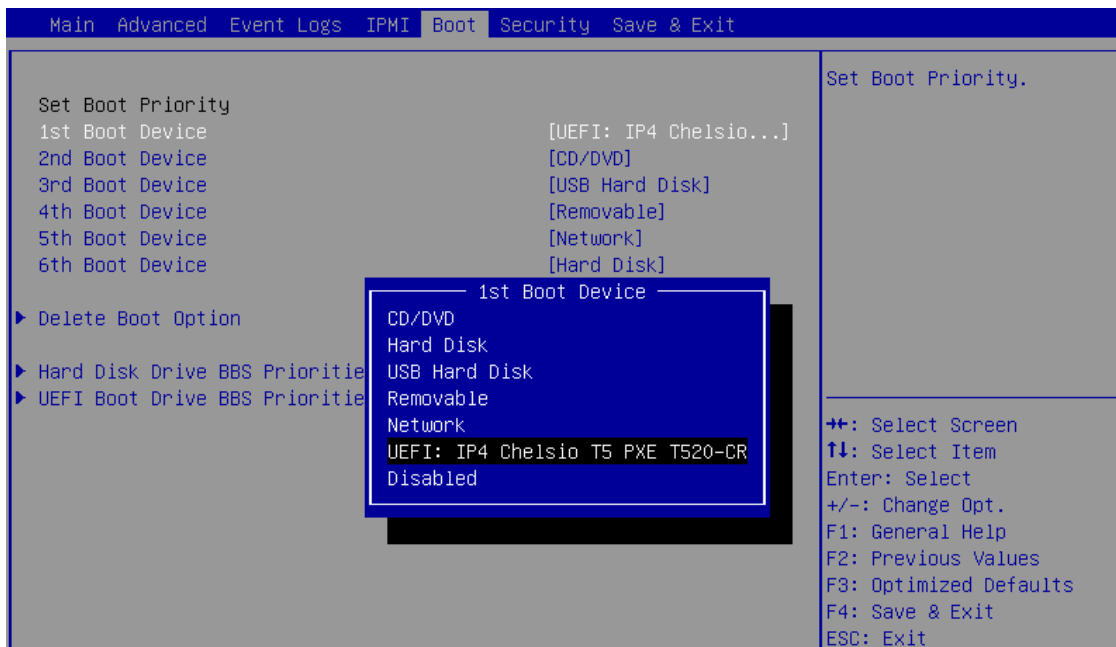 Main Advanced Event Logs IPMI Boot Security Save & Exit
Set Boot Priority
1st Boot Device [UEFI: IP4 Chelsio...]
2nd Boot Device [CD/DVD]
3rd Boot Device [USB Hard Disk]
4th Boot Device [Removable]
5th Boot Device [Network]
6th Boot Device [Hard Disk]
▶ Delete Boot Option
▶ Hard Disk Drive BBS Prioritie
▶ UEFI Boot Drive BBS Prioritie
1st Boot Device
CD/DVD
Hard Disk
USB Hard Disk
Removable
Network
UEFI: IP4 Chelsio T5 PXE T520-CR
Disabled
Set Boot Priority.
→←: Select Screen
↑↓: Select Item
Enter: Select
+/-: Change Opt.
F1: General Help
F2: Previous Values
F3: Optimized Defaults
F4: Save & Exit
ESC: Exit